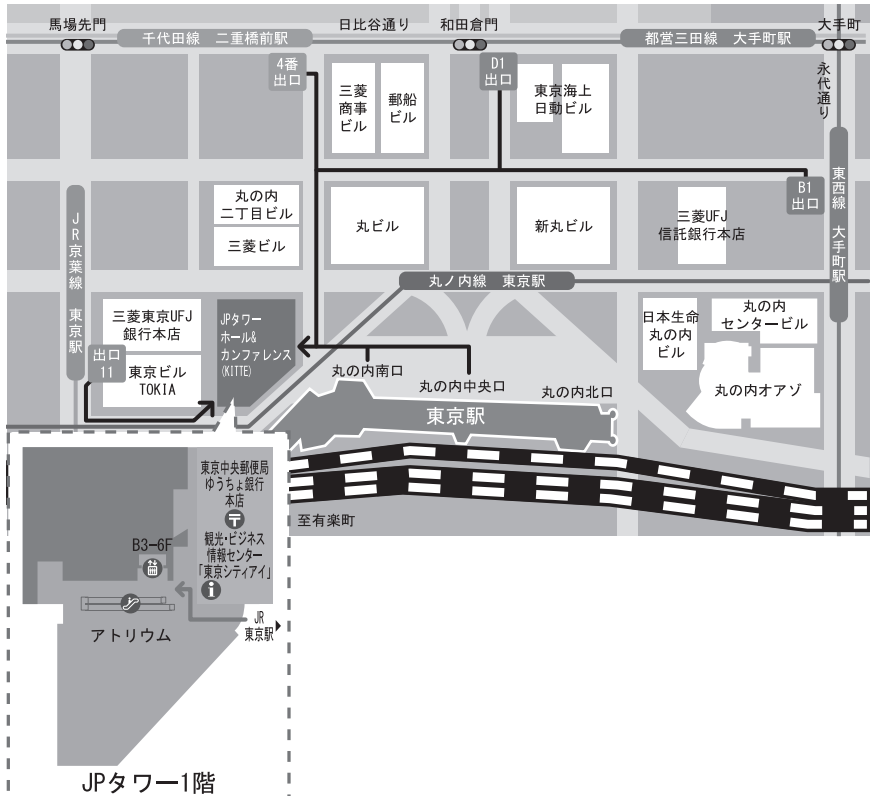 馬場先門
日比谷通り
和田倉門
大手町
千代田線 二重橋前駅
都営三田線 大手町駅
4番
出口
D1
出口
永代通り
三菱
商事
ビル
郵船
ビル
東京海上
日動ビル
B1
出口
東西線 大手町駅
JR京葉線 東京駅
丸の内
二丁目ビル
三菱ビル
丸ビル
新丸ビル
三菱UFJ
信託銀行本店
丸ノ内線 東京駅
三菱東京UFJ
銀行本店
出口
11
東京ビル
TOKIA
JPタワー
ホール&
カンファレンス
(KITTE)
丸の内南口
丸の内中央口
丸の内北口
東京駅
日本生命
丸の内
ビル
丸の内
センタービル
丸の内オアゾ
至有楽町
東京中央郵便局
ゆうちょ銀行
本店
〒
観光・ビジネス
情報センター
「東京シティアイ」
i
B3-6F
アトリウム
JR
東京駅
JPタワー1階